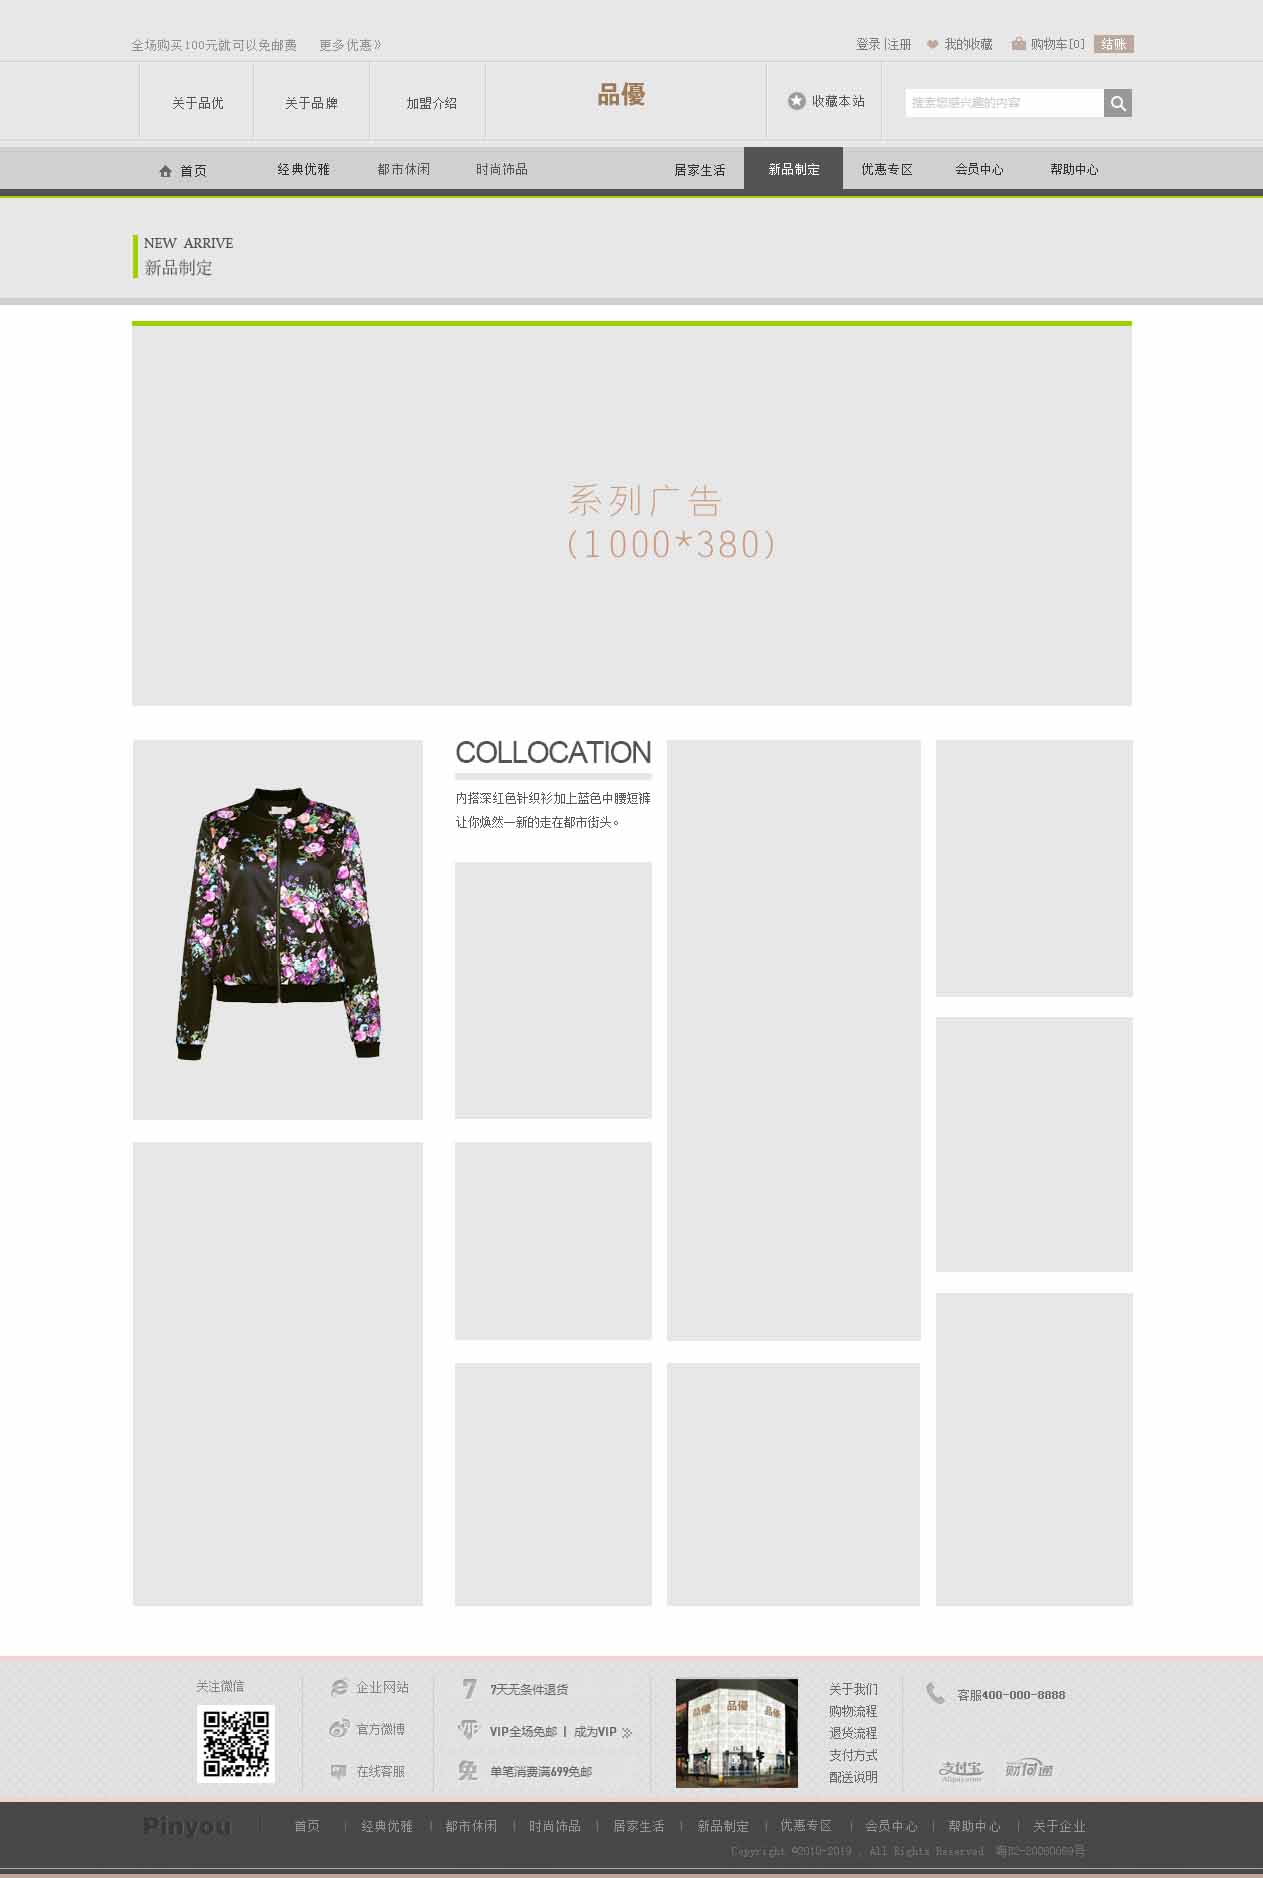 全场购买100元就可以免邮费 更多优惠》
登录 |注册 我的收藏 购物车[0] 结账
关于品优 关于品牌 加盟介绍 品優 收藏本站 搜索您感兴趣的内容
首页 经典优雅 都市休闲 时尚饰品 居家生活 新品制定 优惠专区 会员中心 帮助中心
NEW ARRIVE
新品制定
系列广告
(1000*380)
COLLOCATION
内搭深红色针织衫加上蓝色中腰短裤
让你焕然一新的走在都市街头。
关注微信
企业网站
官方微博
在线客服
7 7天无条件退货
VIP VIP全场免邮 | 成为VIP
免 单笔消费满699免邮
品優 品優 品優
关于我们
购物流程
退货流程
支付方式
配送说明
客服400-000-8888
支付宝 财付通
Alipay.com
Pinyou 首页 | 经典优雅 | 都市休闲 | 时尚饰品 | 居家生活 | 新品制定 | 优惠专区 | 会员中心 | 帮助中心 | 关于企业
Copyright ©2010-2019 . All Rights Reserved